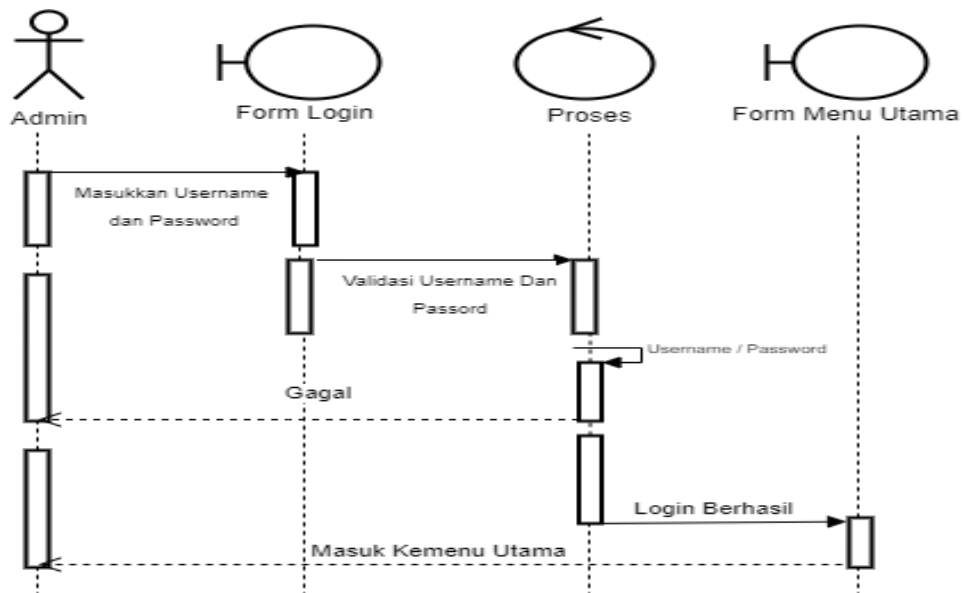 Admin
Form Login
Proses
Form Menu Utama
Masukkan Username
dan Password
Validasi Username Dan
Passord
Username / Password
Gagal
Login Berhasil
Masuk Kemenu Utama